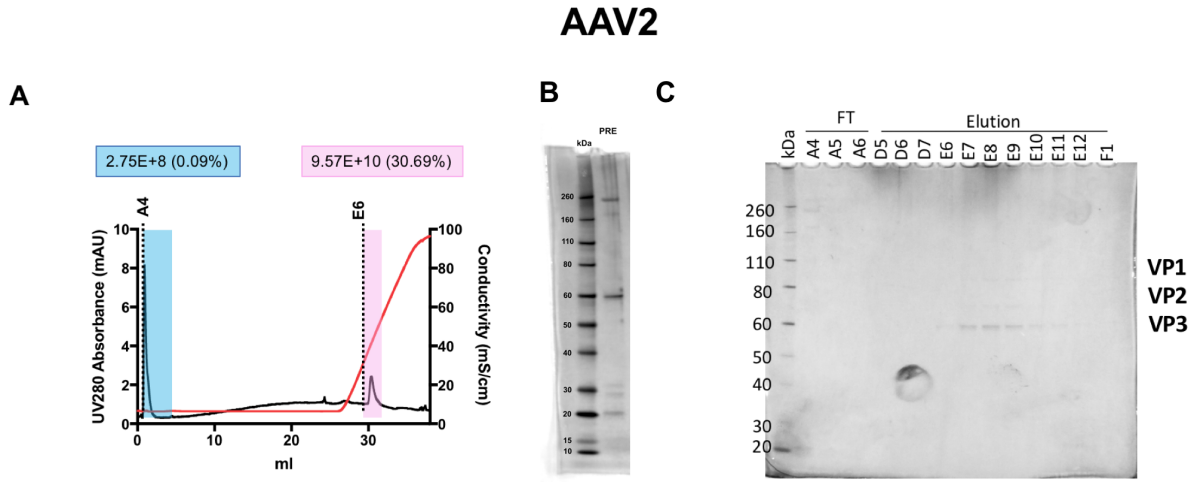 AAV2
A
2.75E+8 (0.09%)
9.57E+10 (30.69%)
A4
E6
UV280 Absorbance (mAU)
10
8
6
4
2
0
100
80
60
40
20
0
Conductivity (mS/cm)
0
10
20
30
ml
B
kDa
PRE
260
160
110
80
60
50
40
30
20
15
10
C
FT
Elution
kDa
A4
A5
A6
D5
D6
D7
E6
E7
E8
E9
E10
E11
E12
F1
260
160
110
80
60
50
40
30
20
VP1
VP2
VP3